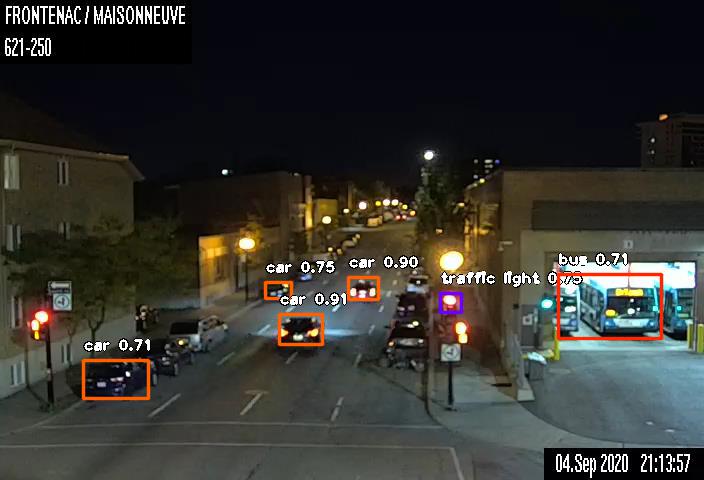 FRONTENAC / MAISONNEUVE
621-250
bus 0.71
car 0.75
car 0.90
traffic light 0.75
car 0.91
car 0.71
04.Sep 2020 21:13:57